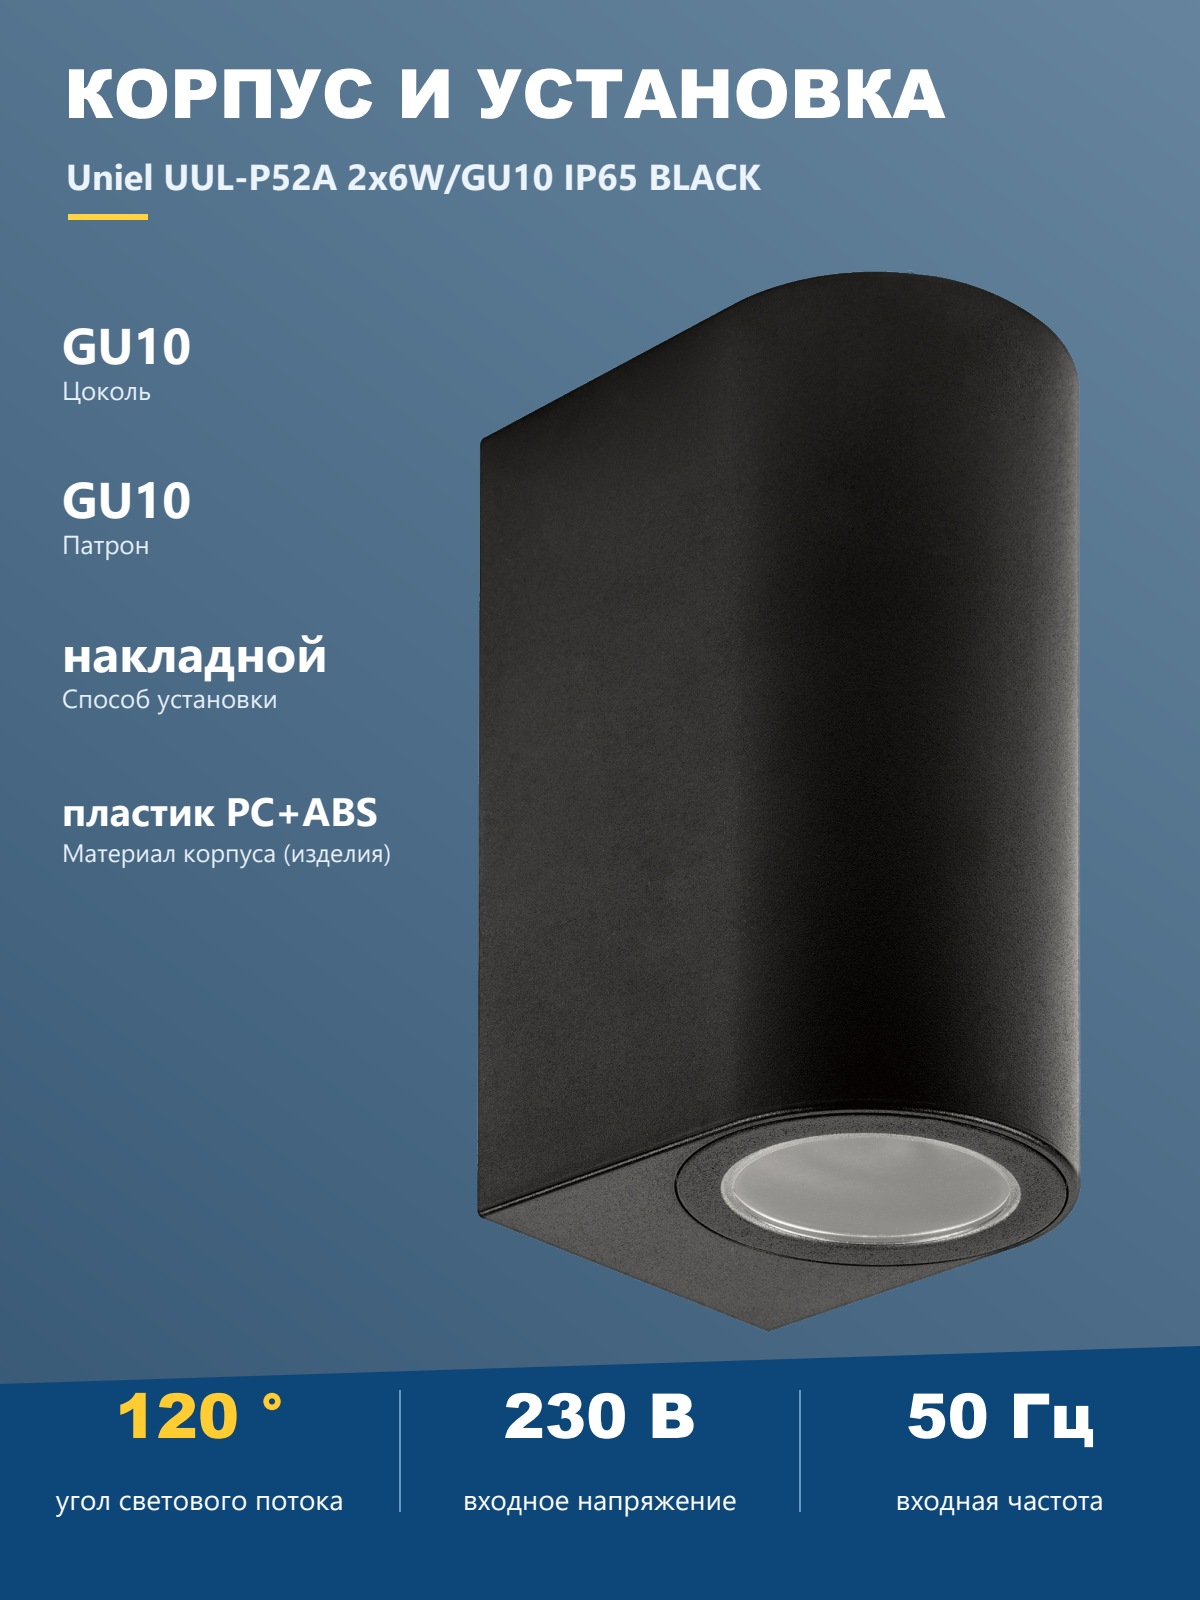 КОРПУС И УСТАНОВКА
Uniel UUL-P52A 2x6W/GU10 IP65 BLACK
GU10
Цоколь
GU10
Патрон
накладной
Способ установки
пластик PC+ABS
Материал корпуса (изделия)
120 °
угол светового потока
230 В
входное напряжение
50 Гц
входная частота